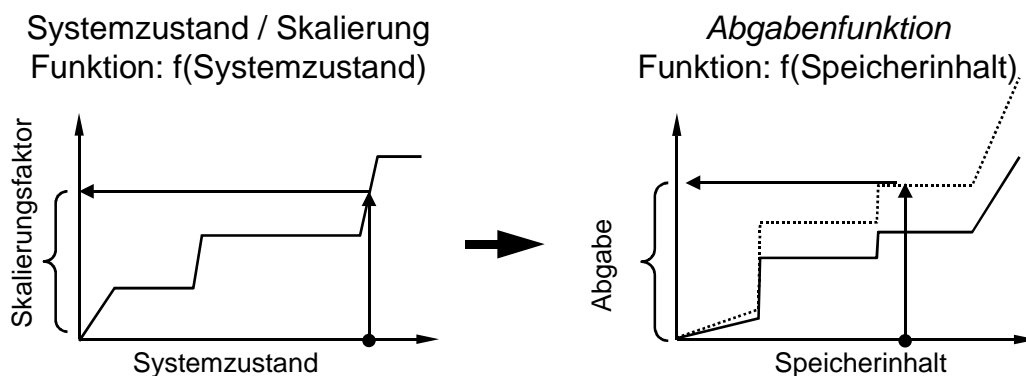 Systemzustand / Skalierung
Funktion: f(Systemzustand)
Skalierungsfaktor
Systemzustand
Abgabenfunktion
Funktion: f(Speicherinhalt)
Abgabe
Speicherinhalt